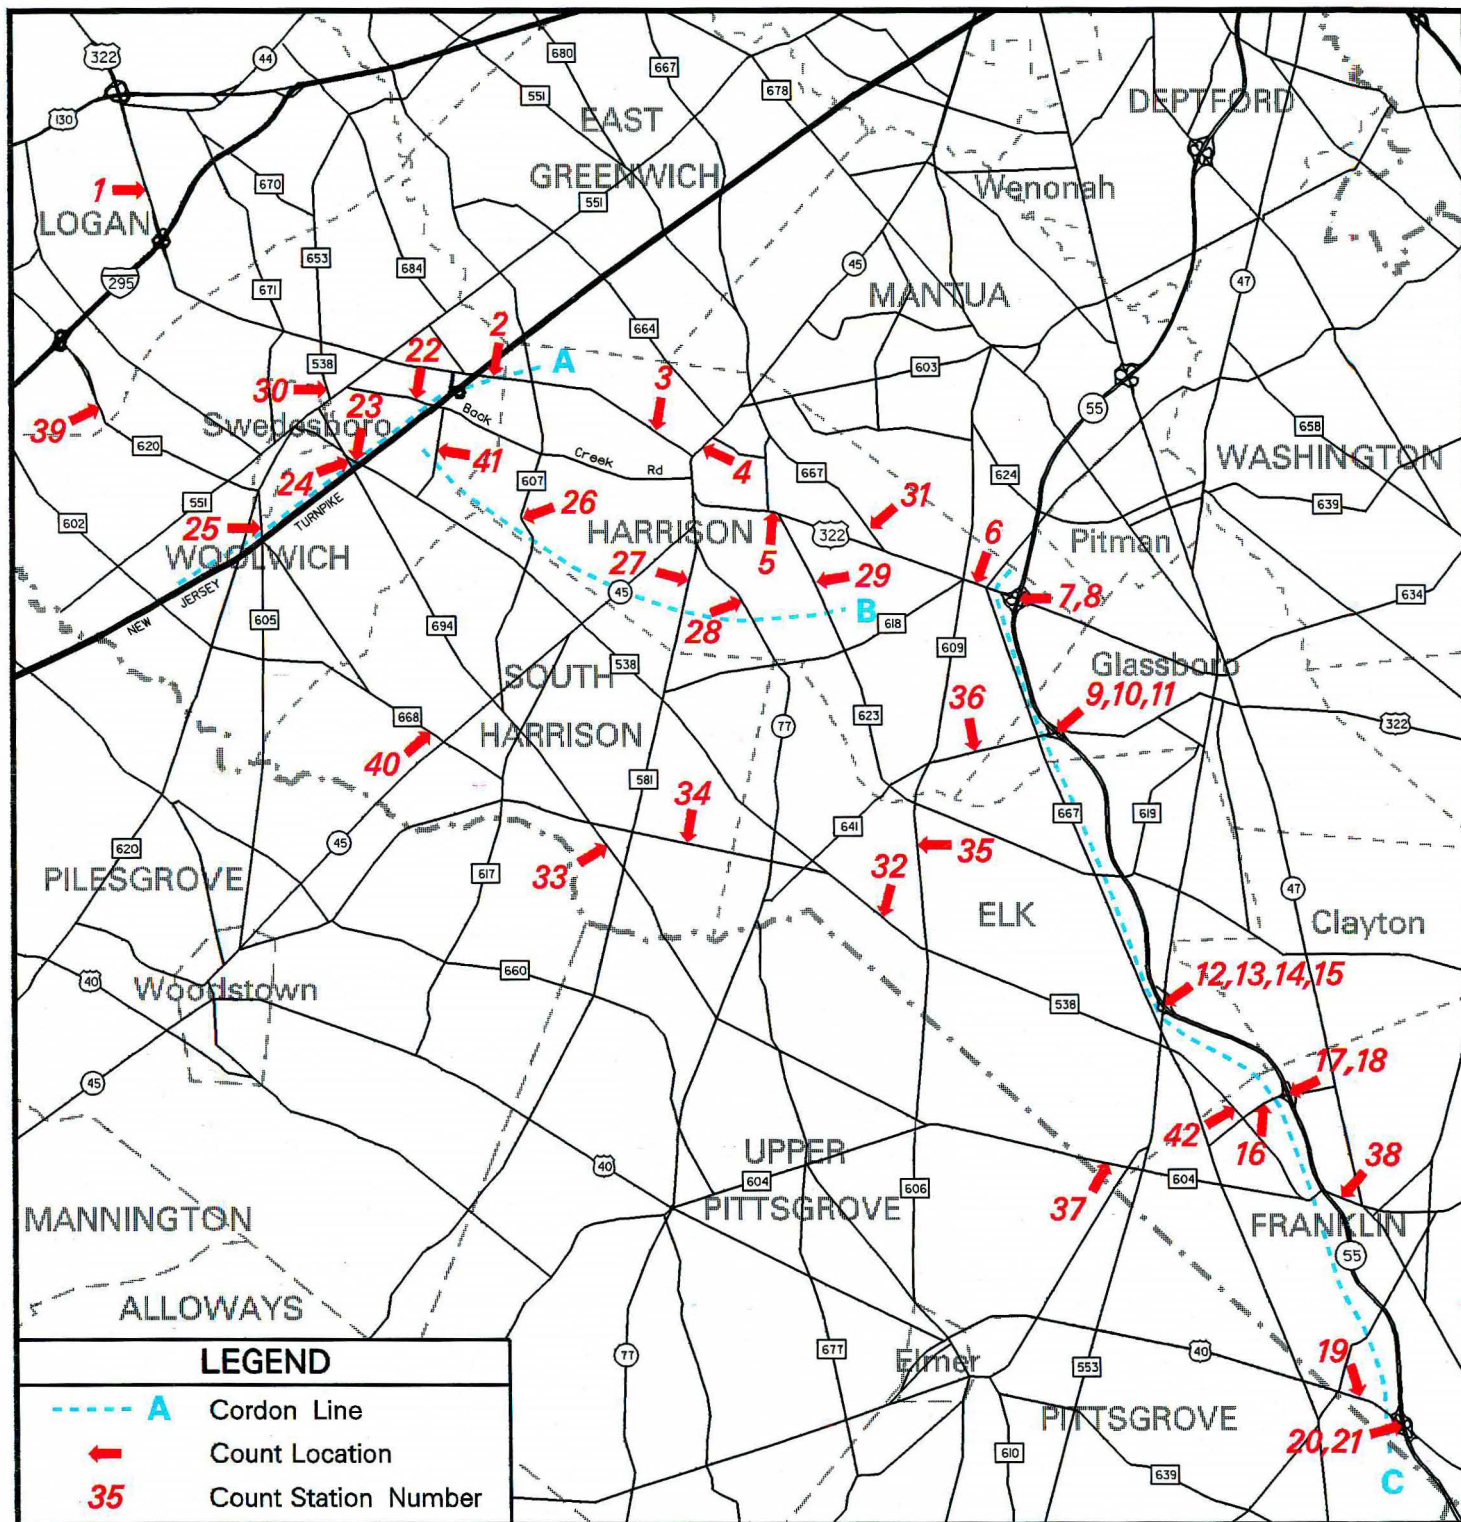 322
44
680
667
551
678
DEPTFORD
130
EAST
GREENWICH
670
1
LOGAN
551
Wenonah
653
684
45
47
295
671
MANTUA
664
2
A
22
538
603
3
30
23
55
39
Swedesboro
Back
Creek
Rd
658
620
41
4
667
624
WASHINGTON
24
551
607
602
TURNPIKE
26
31
639
25
HARRISON
322
6
Pitman
WOOLWICH
5
27
29
NEW
JERSEY
45
7,8
634
28
B
618
605
694
609
Glassboro
SOUTH
538
9,10,11
36
668
77
623
322
HARRISON
40
581
34
45
641
667
619
620
32
35
PILESGROVE
617
33
47
ELK
Clayton
660
40
12,13,14,15
Woodstown
538
45
17,18
42
16
38
UPPER
40
604
37
604
606
PITTSGROVE
MANNINGTON
FRANKLIN
55
ALLOWAYS
77
677
Elmer
553
40
19
PITTSGROVE
20,21
610
639
C
LEGEND
A Cordon Line
Count Location
35 Count Station Number